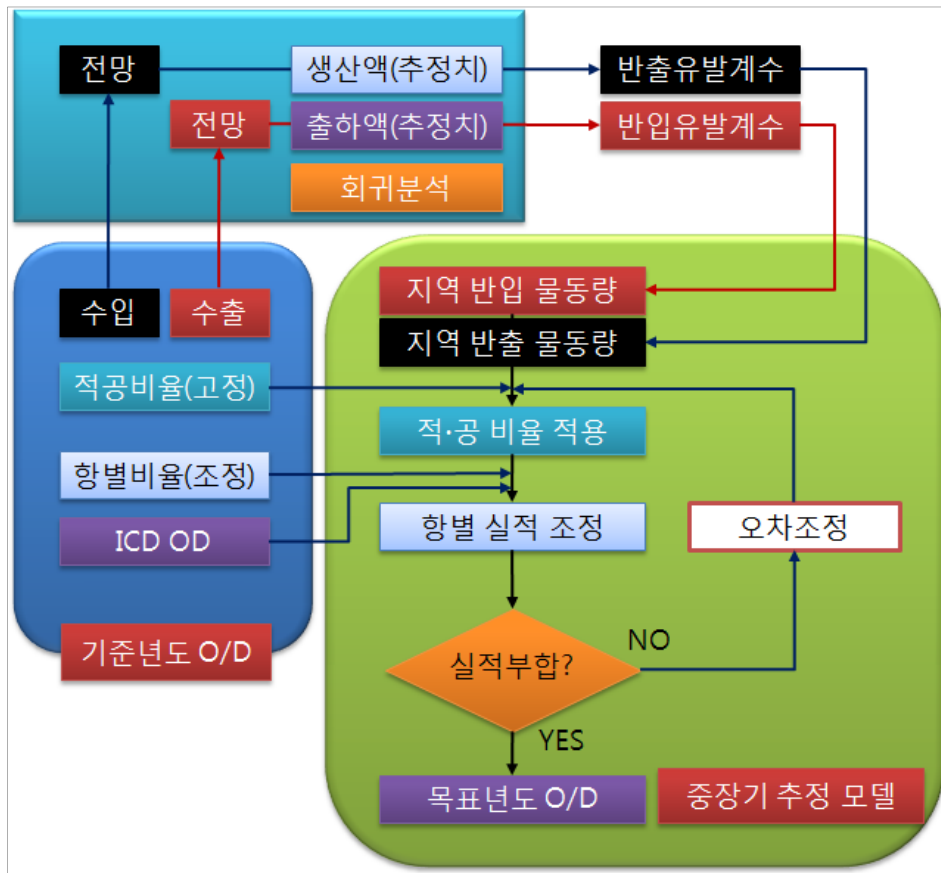 전망
생산액(추정치)
반출유발계수
전망
출하액(추정치)
반입유발계수
회귀분석
수입
수출
적공비율(고정)
항별비율(조정)
ICD OD
기준년도 O/D
지역 반입 물동량
지역 반출 물동량
적·공 비율 적용
항별 실적 조정
오차조정
실적부합?
NO
YES
목표년도 O/D
중장기 추정 모델